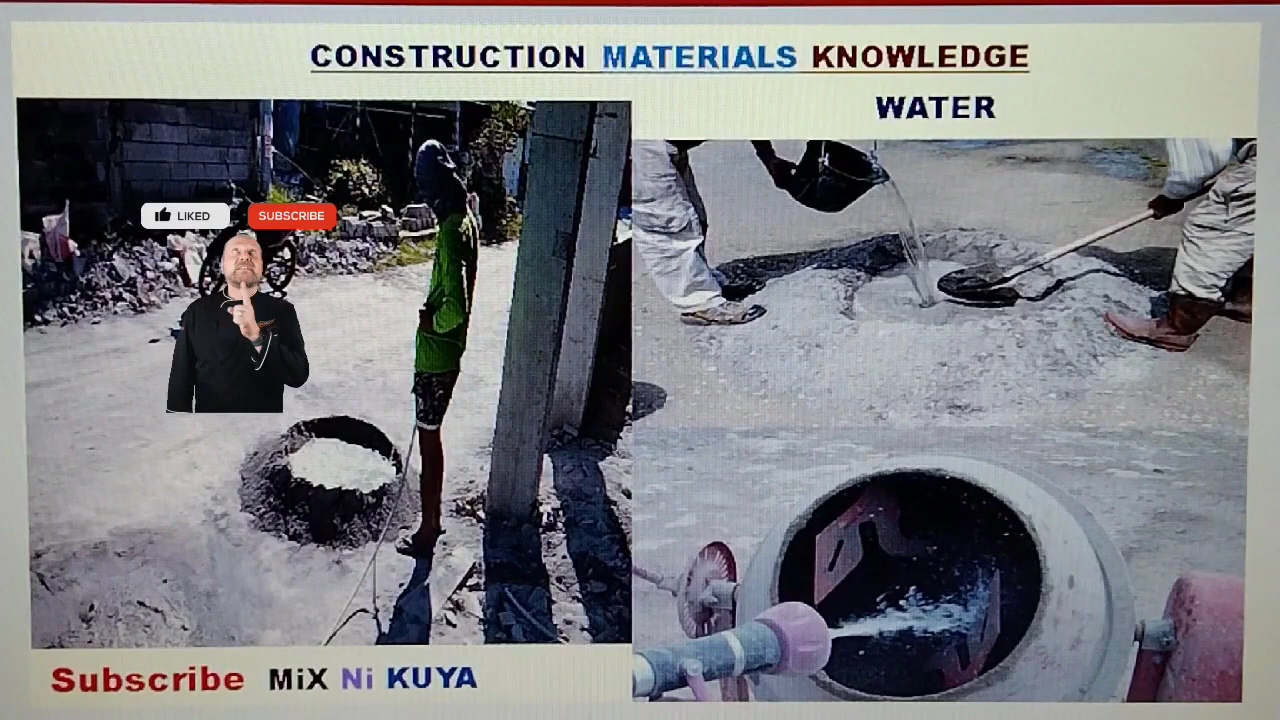 CONSTRUCTION MATERIALS KNOWLEDGE
WATER
LIKED
SUBSCRIBE
Subscribe MiX Ni KUYA